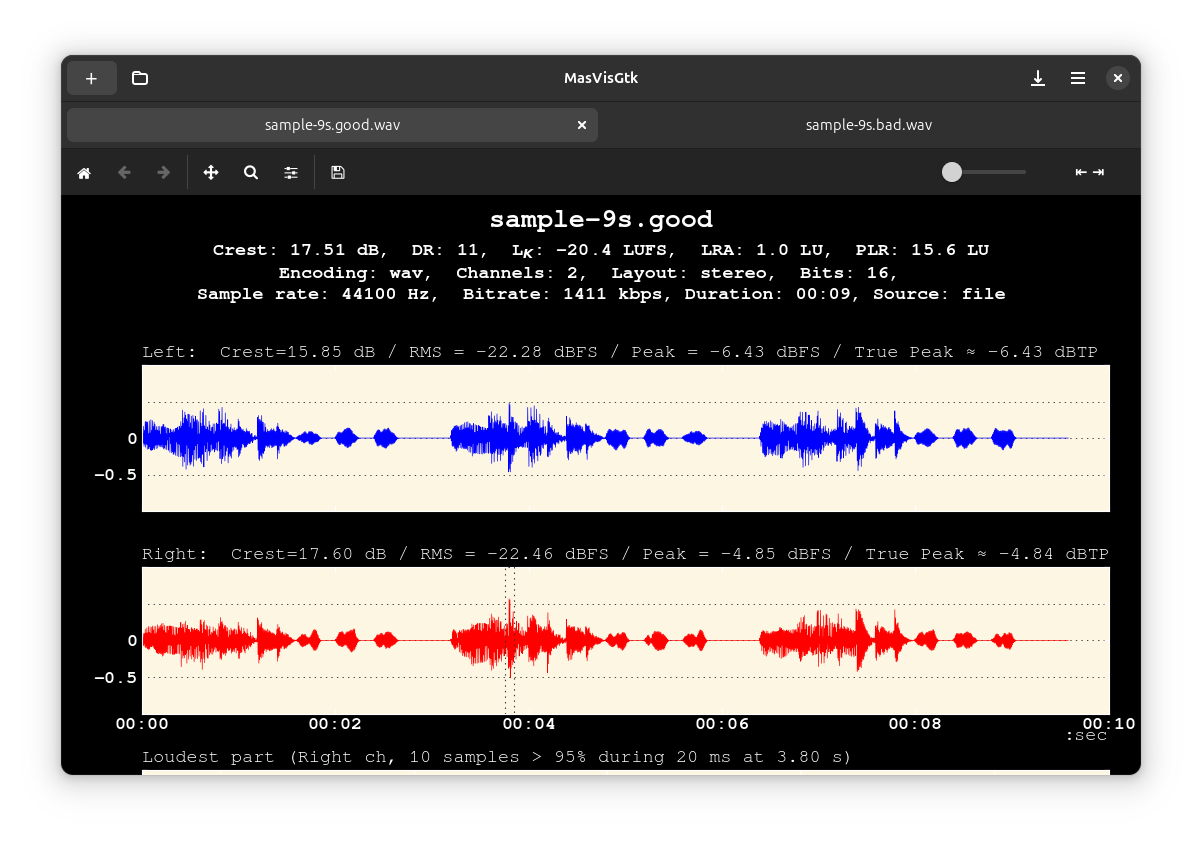 MasVisGtk
sample-9s.good.wav
sample-9s.bad.wav
sample-9s.good
Crest: 17.51 dB, DR: 11, LK: -20.4 LUFS, LRA: 1.0 LU, PLR: 15.6 LU
Encoding: wav, Channels: 2, Layout: stereo, Bits: 16,
Sample rate: 44100 Hz, Bitrate: 1411 kbps, Duration: 00:09, Source: file
Left: Crest=15.85 dB / RMS = -22.28 dBFS / Peak = -6.43 dBFS / True Peak ≈ -6.43 dBTP
0
-0.5
Right: Crest=17.60 dB / RMS = -22.46 dBFS / Peak = -4.85 dBFS / True Peak ≈ -4.84 dBTP
0
-0.5
00:00 00:02 00:04 00:06 00:08 00:10
:sec
Loudest part (Right ch, 10 samples > 95% during 20 ms at 3.80 s)